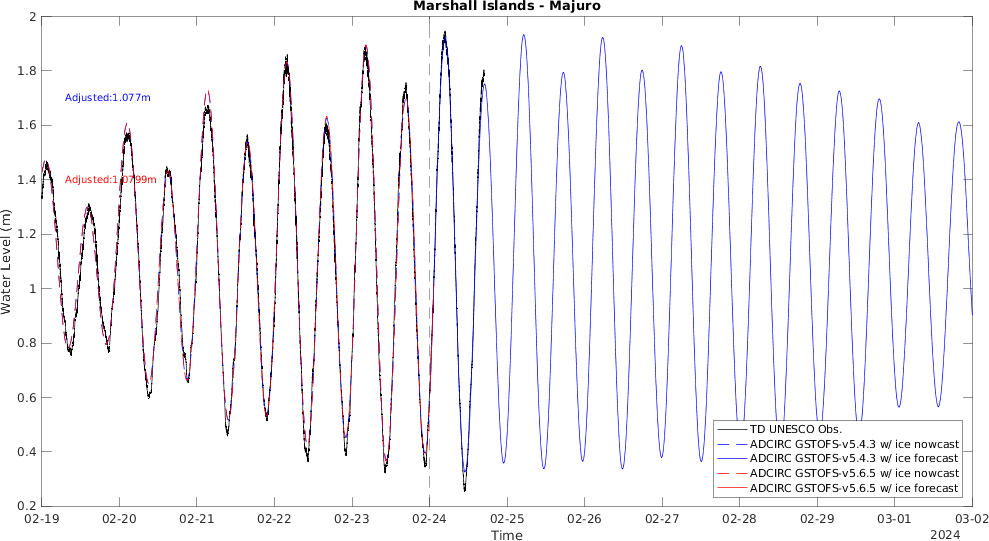 Marshall Islands - Majuro
2
1.8
1.6
1.4
1.2
1
0.8
0.6
0.4
0.2
Water Level (m)
Adjusted:1.077m
Adjusted:1.0799m
TD UNESCO Obs.
ADCIRC GSTOFS-v5.4.3 w/ ice nowcast
ADCIRC GSTOFS-v5.4.3 w/ ice forecast
ADCIRC GSTOFS-v5.6.5 w/ ice nowcast
ADCIRC GSTOFS-v5.6.5 w/ ice forecast
02-19 02-20 02-21 02-22 02-23 02-24 02-25 02-26 02-27 02-28 02-29 03-01 03-02
Time
2024